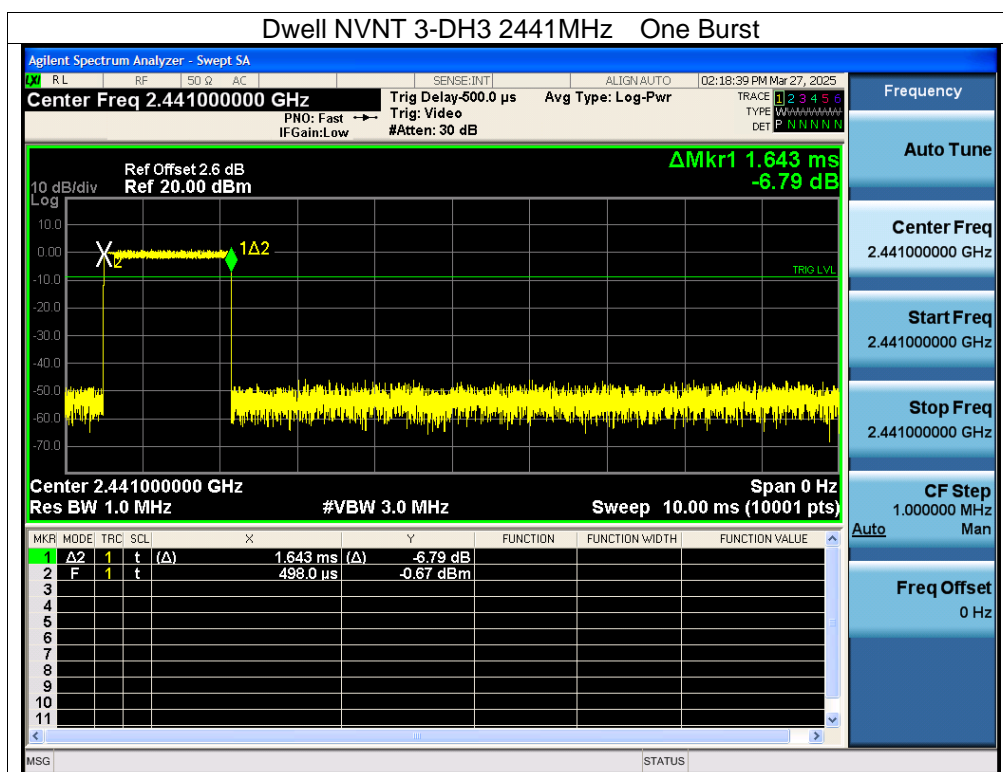 Dwell NVNT 3-DH3 2441MHz One Burst
Agilent Spectrum Analyzer - Swept SA
LXI RL RF 50 Ω AC SENSE:INT ALIGN AUTO 02:18:39 PM Mar 27, 2025
Center Freq 2.441000000 GHz Trig Delay-500.0 µs Avg Type: Log-Pwr TRACE 1 2 3 4 5 6
PNO: Fast Trig: Video TYPE WWWWWW
IFGain:Low #Atten: 30 dB DET P N N N N N
Frequency
Auto Tune
Center Freq
2.441000000 GHz
Start Freq
2.441000000 GHz
Stop Freq
2.441000000 GHz
CF Step
1.000000 MHz
Auto Man
Freq Offset
0 Hz
ΔMkr1 1.643 ms
-6.79 dB
Ref Offset 2.6 dB
10 dB/div Ref 20.00 dBm
Log
10.0
0.00
-10.0
-20.0
-30.0
-40.0
-50.0
-60.0
-70.0
2
1Δ2
TRIG LVL
Center 2.441000000 GHz Span 0 Hz
Res BW 1.0 MHz #VBW 3.0 MHz Sweep 10.00 ms (10001 pts)
MKR MODE TRC SCL X Y FUNCTION FUNCTION WIDTH FUNCTION VALUE
1 Δ2 1 t (Δ) 1.643 ms (Δ) -6.79 dB
2 F 1 t 498.0 µs -0.67 dBm
3
4
5
6
7
8
9
10
11
MSG STATUS